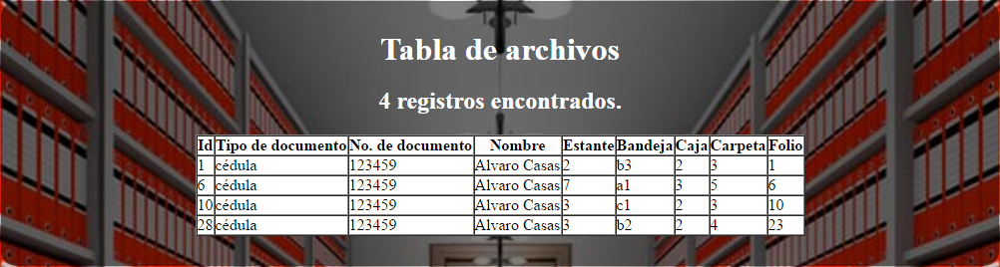 Tabla de archivos
4 registros encontrados.
Id Tipo de documento No. de documento Nombre Estante Bandeja Caja Carpeta Folio
1 cédula 123459 Alvaro Casas 2 b3 2 3 1
6 cédula 123459 Alvaro Casas 7 a1 3 5 6
10 cédula 123459 Alvaro Casas 3 c1 2 3 10
28 cédula 123459 Alvaro Casas 3 b2 2 4 23